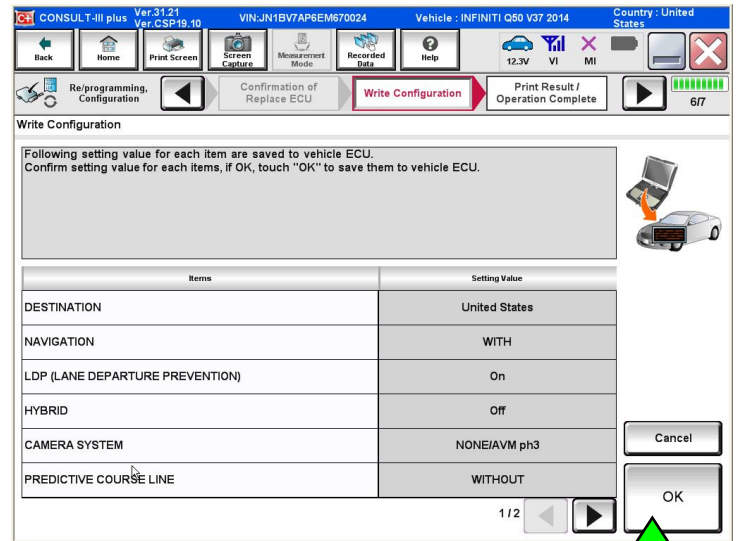 CONSULT-III plus Ver.31.21
Ver.CSP19.10
VIN:JN1BV7AP6EM670024
Vehicle : INFINITI Q50 V37 2014
Country : United States
Back
Home
Print Screen
Screen Capture
Measurement Mode
Recorded Data
Help
12.3V
VI
MI
Re/programming, Configuration
Confirmation of Replace ECU
Write Configuration
Print Result / Operation Complete
6/7
Write Configuration
Following setting value for each item are saved to vehicle ECU.
Confirm setting value for each items, if OK, touch "OK" to save them to vehicle ECU.
Items Setting Value
DESTINATION United States
NAVIGATION WITH
LDP (LANE DEPARTURE PREVENTION) On
HYBRID Off
CAMERA SYSTEM NONE/AVM ph3
PREDICTIVE COURSE LINE WITHOUT
1/2
Cancel
OK